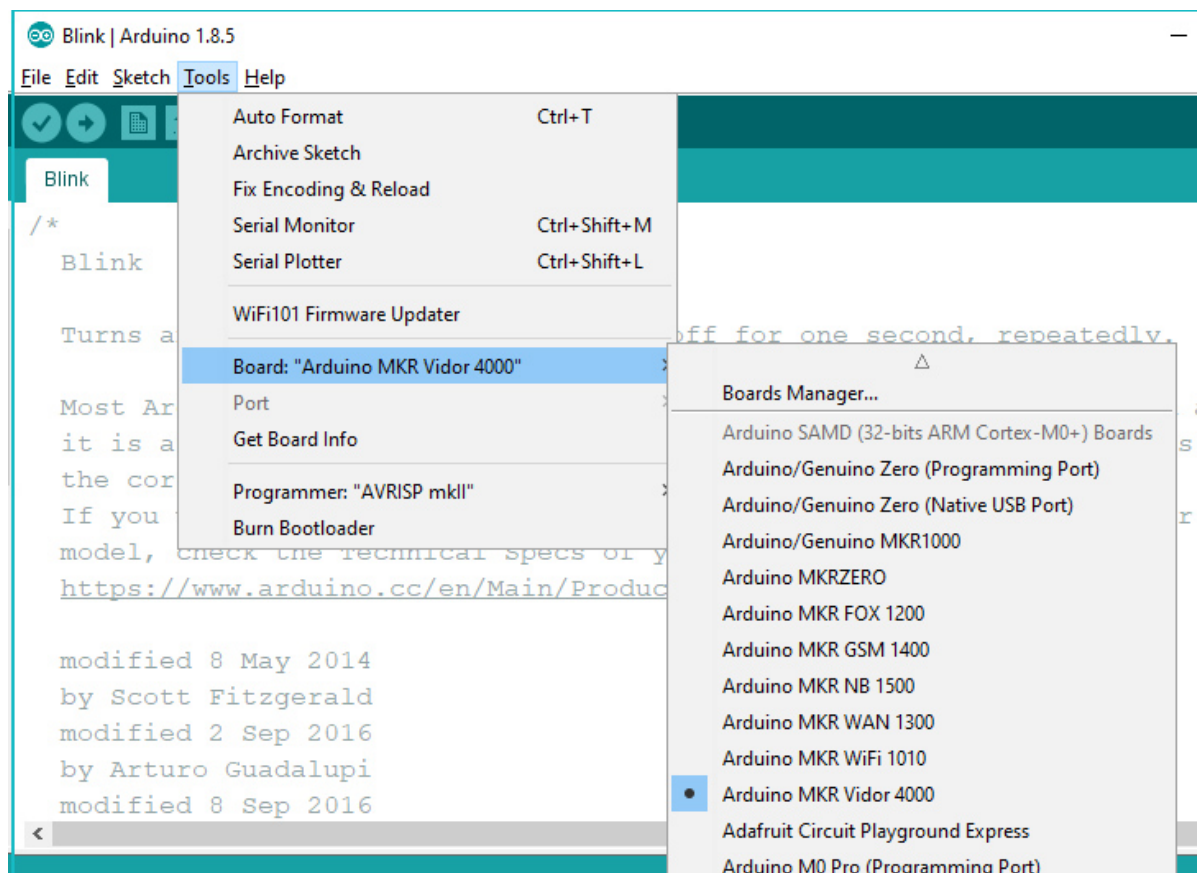 Blink | Arduino 1.8.5
File Edit Sketch Tools Help
Blink
Auto Format Ctrl+T
Archive Sketch
Fix Encoding & Reload
Serial Monitor Ctrl+Shift+M
Serial Plotter Ctrl+Shift+L
WiFi101 Firmware Updater
Board: "Arduino MKR Vidor 4000"
Port
Get Board Info
Programmer: "AVRISP mkII"
Burn Bootloader
Boards Manager...
Arduino SAMD (32-bits ARM Cortex-M0+) Boards
Arduino/Genuino Zero (Programming Port)
Arduino/Genuino Zero (Native USB Port)
Arduino/Genuino MKR1000
Arduino MKRZERO
Arduino MKR FOX 1200
Arduino MKR GSM 1400
Arduino MKR NB 1500
Arduino MKR WAN 1300
Arduino MKR WiFi 1010
Arduino MKR Vidor 4000
Adafruit Circuit Playground Express
Arduino M0 Pro (Programming Port)
/*
Blink
Turns a off for one second, repeatedly.
Most Ar
it is a
the cor
If you
model, check the Technical Specs of y
https://www.arduino.cc/en/Main/Produc
modified 8 May 2014
by Scott Fitzgerald
modified 2 Sep 2016
by Arturo Guadalupi
modified 8 Sep 2016